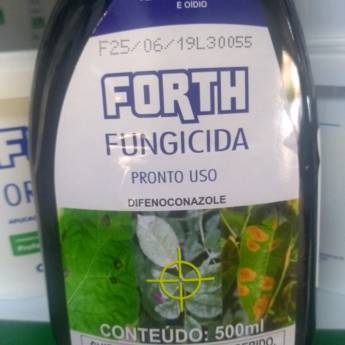 E OÍDIO
F25/06/19L30055
FORTH
FUNGICIDA
PRONTO USO
DIFENOCONAZOLE
CONTEÚDO: 500ml